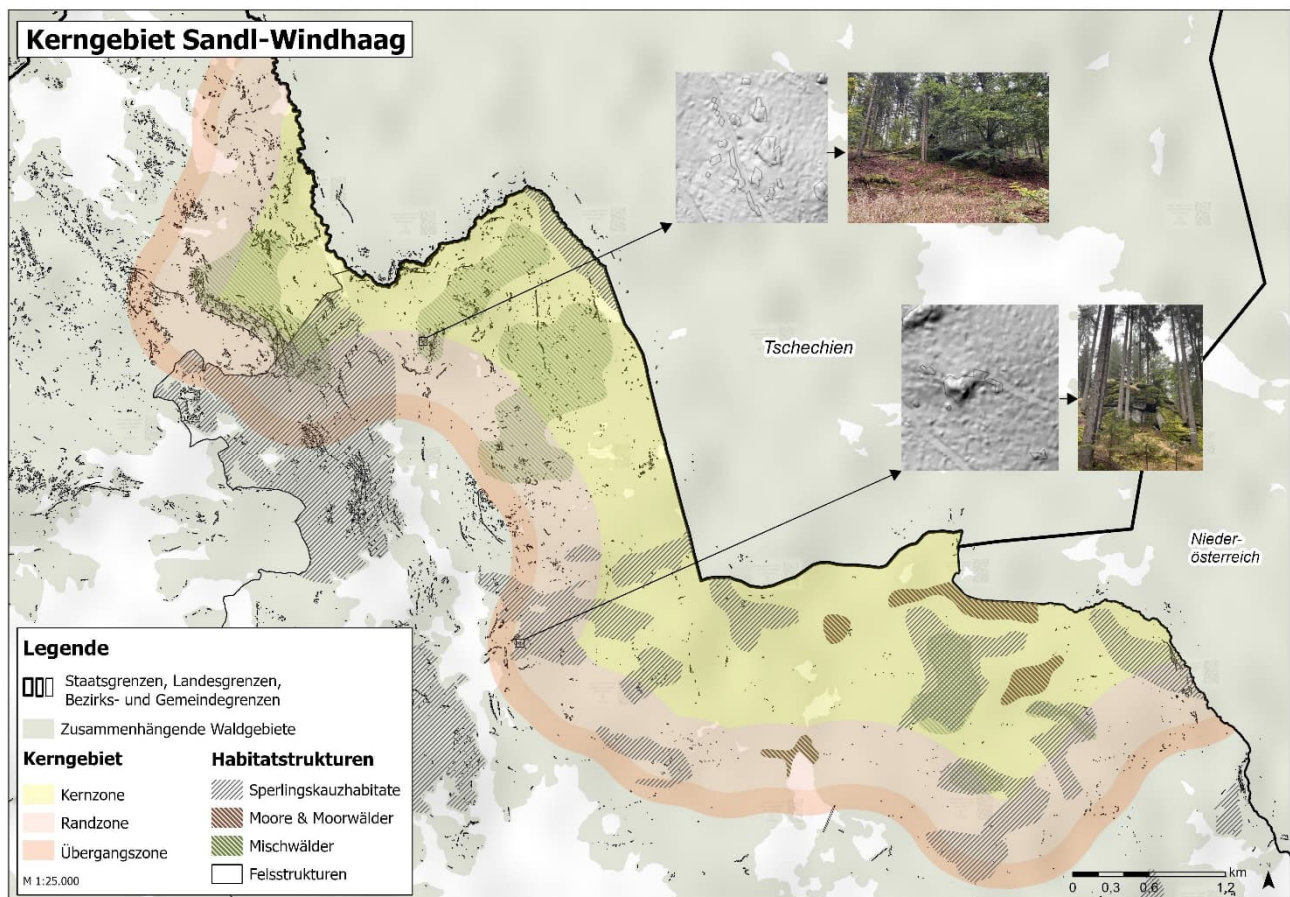 Kerngebiet Sandl-Windhaag
Tschechien
Nieder-
österreich
Legende
Staatsgrenzen, Landesgrenzen,
Bezirks- und Gemeindegrenzen
Zusammenhängende Waldgebiete
Kerngebiet
Kernzone
Randzone
Übergangszone
M 1:25.000
Habitatstrukturen
Sperlingskauzhabitate
Moore & Moorwälder
Mischwälder
Felsstrukturen
km
0 0,3 0,6 1,2